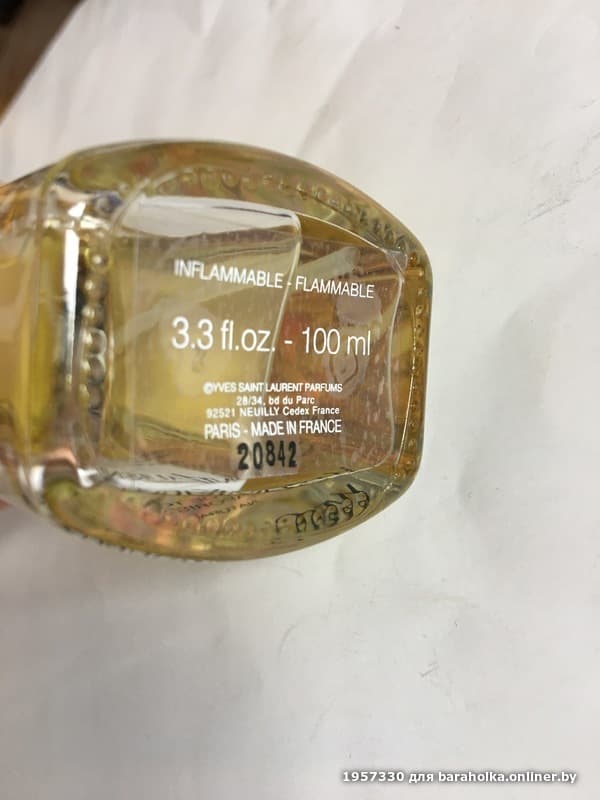 INFLAMMABLE - FLAMMABLE
3.3 fl.oz. - 100 ml
©YVES SAINT LAURENT PARFUMS
28/34, bd du Parc
92521 NEUILLY Cedex France
PARIS - MADE IN FRANCE
20842
1957330 для baraholka.onliner.by